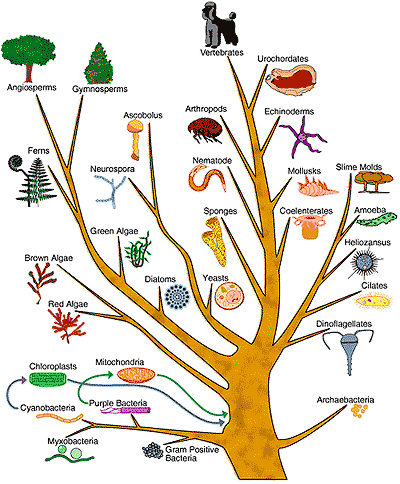 Vertebrates
Urochordates
Angiosperms
Gymnosperms
Ascobolus
Arthropods
Echinoderms
Ferns
Neurospora
Nematode
Mollusks
Slime Molds
Sponges
Coelenterates
Amoeba
Green Algae
Heliozansus
Brown Algae
Diatoms
Yeasts
Cilates
Red Algae
Dinoflagellates
Chloroplasts
Mitochondria
Cyanobacteria
Purple Bacteria
Archaebacteria
Myxobacteria
Gram Positive
Bacteria